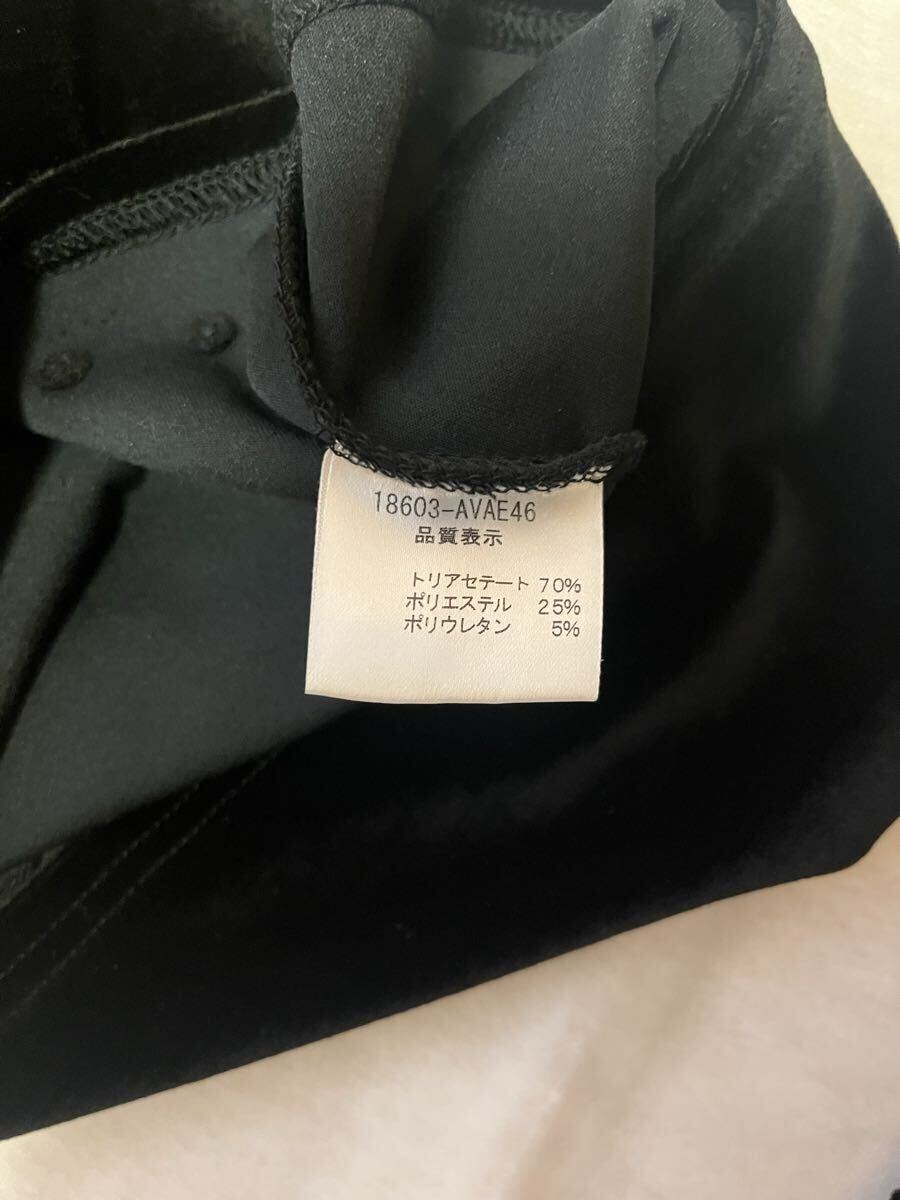 18603-AVAE46
品質表示
トリアセテート 70%
ポリエステル 25%
ポリウレタン 5%